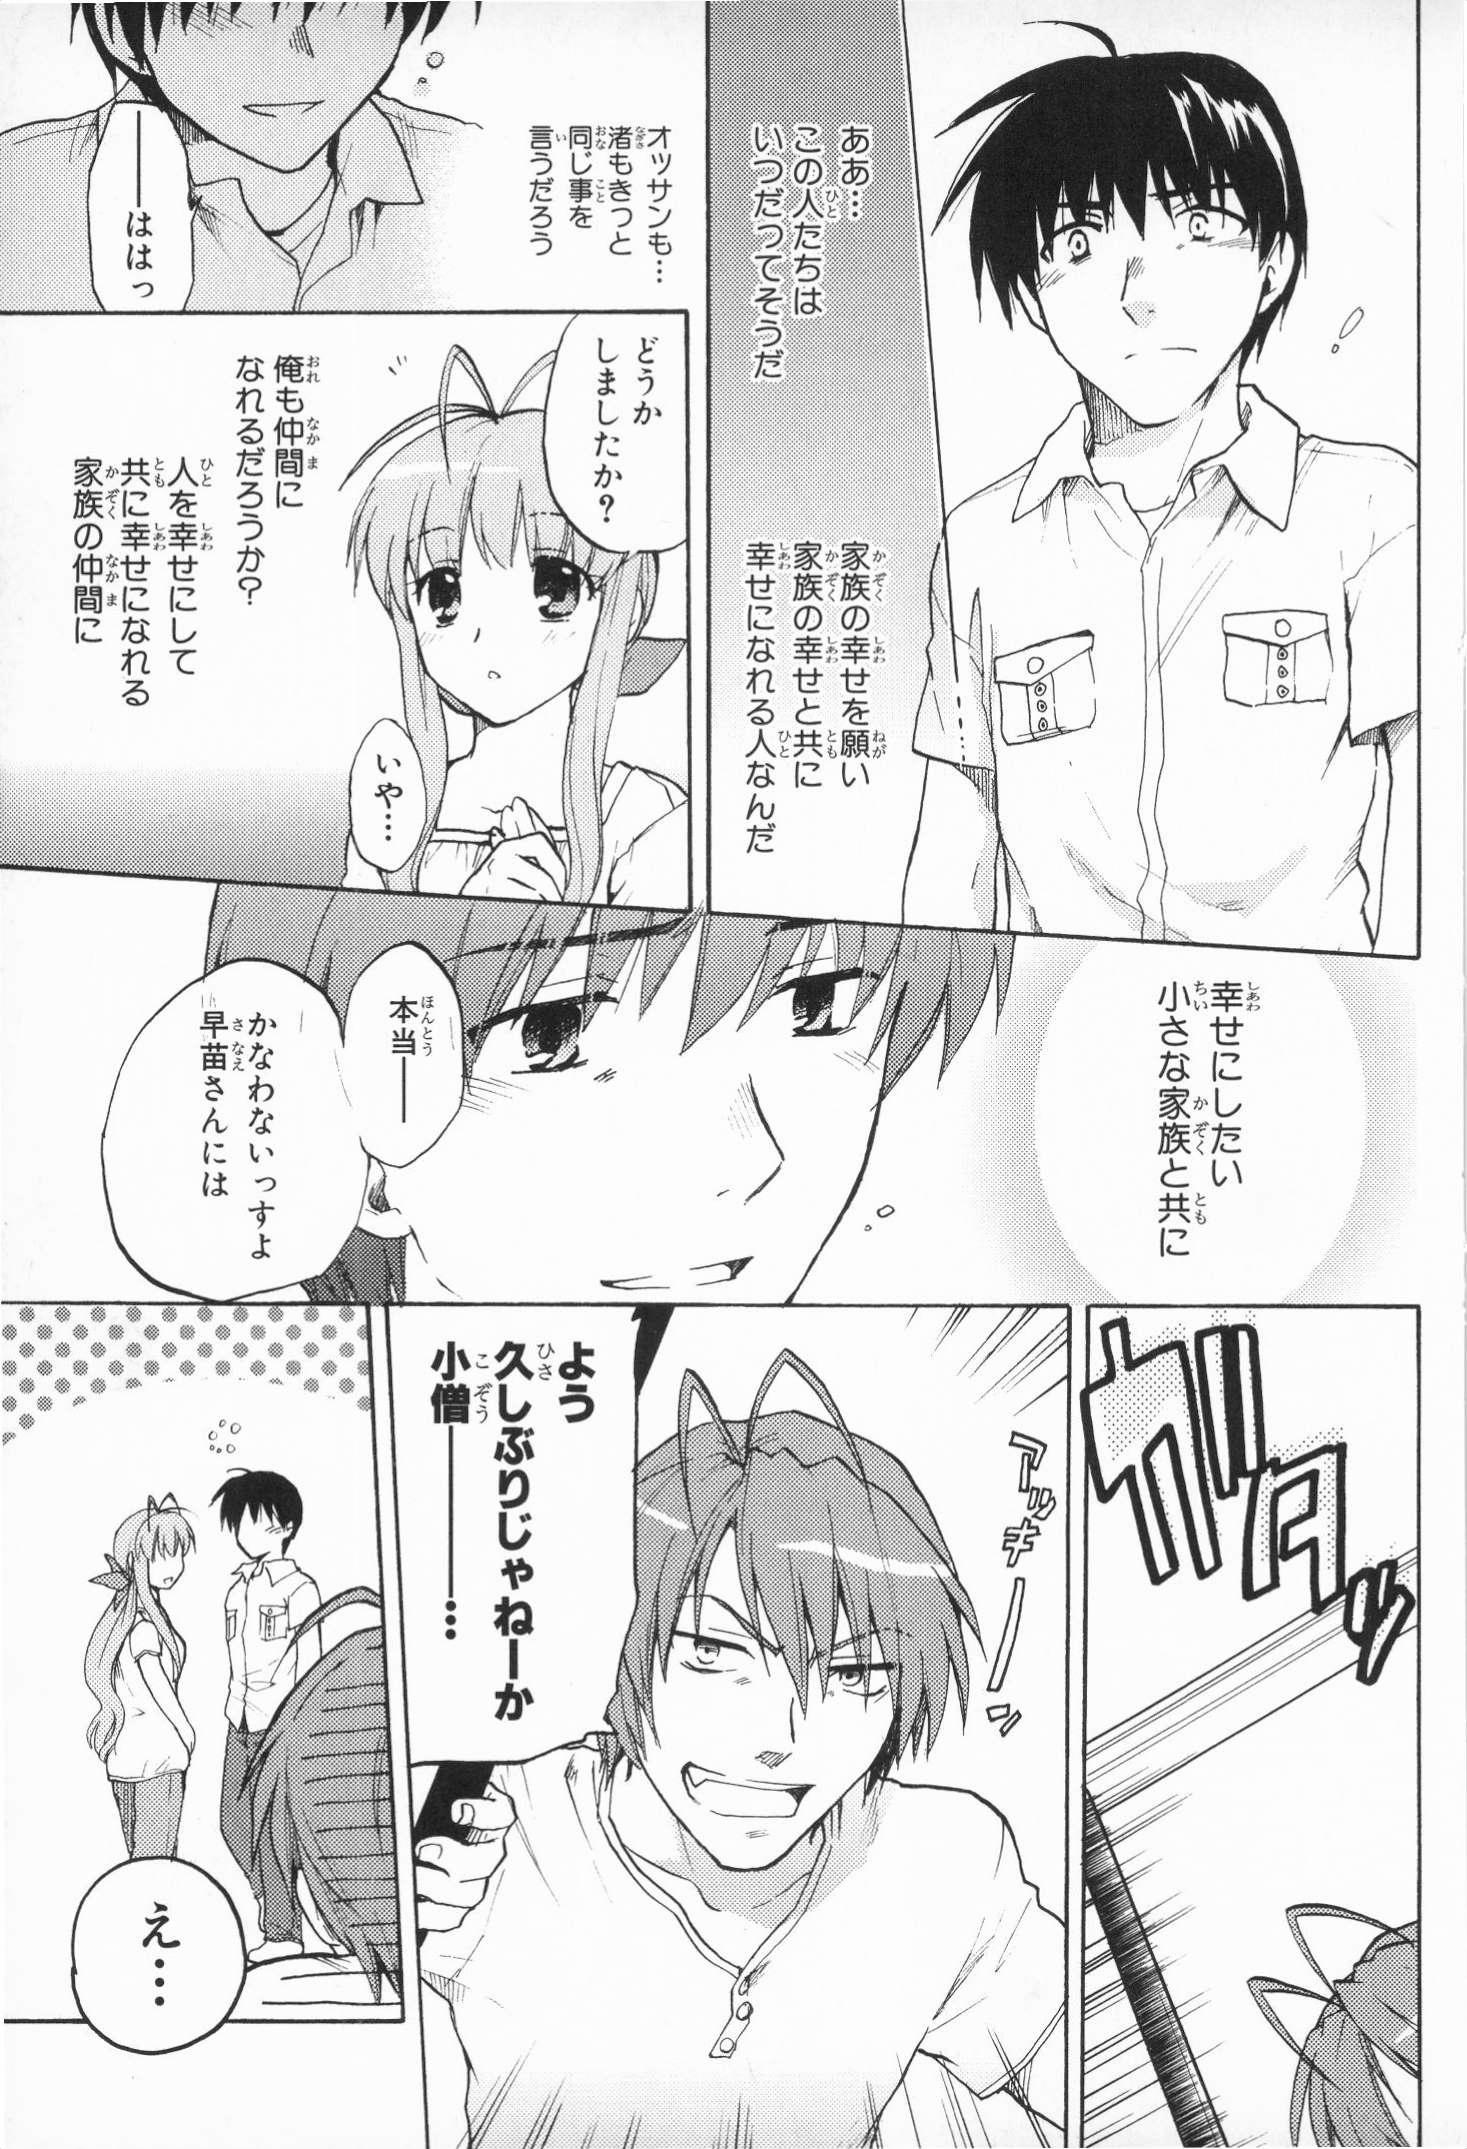 ああ…
この人たちは
いつだってそうだ
家族の幸せを願い
家族の幸せと共に
幸せになれる人なんだ
オッサンも…
渚もきっと
同じ事を
言うだろう
──ははっ
どうか
しましたか？
俺も仲間に
なれるだろうか？
人を幸せにして
共に幸せになれる
家族の仲間に
いや…
幸せにしたい
小さな家族と共に
本当──
かなわないっすよ
早苗さんには
ガタッ
アッキーーン
よう
久しぶりじゃねーか
小僧────…
え…